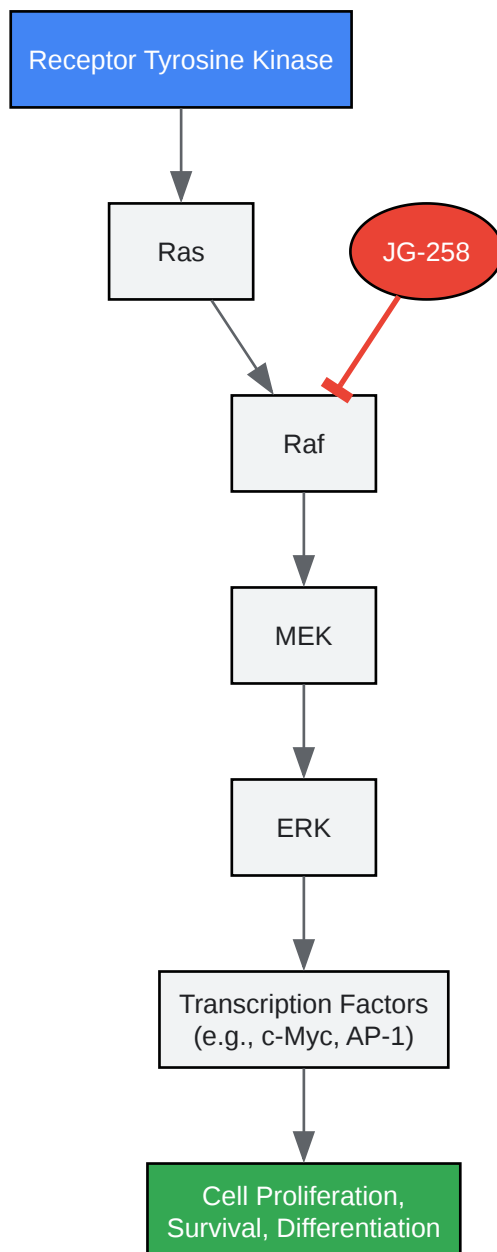 Receptor Tyrosine Kinase
Ras
JG-258
Raf
MEK
ERK
Transcription Factors
(e.g., c-Myc, AP-1)
Cell Proliferation,
Survival, Differentiation